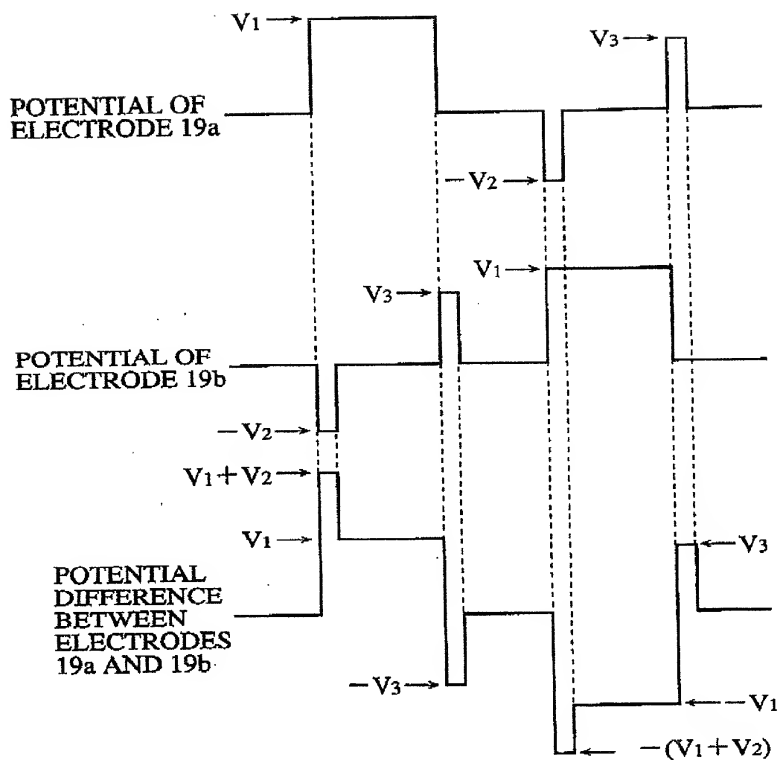 V1
V3
POTENTIAL OF
ELECTRODE 19a
−V2
V1
V3
POTENTIAL OF
ELECTRODE 19b
−V2
V1+V2
V1
V3
POTENTIAL
DIFFERENCE
BETWEEN
ELECTRODES
19a AND 19b
−V3
−V1
−(V1+V2)